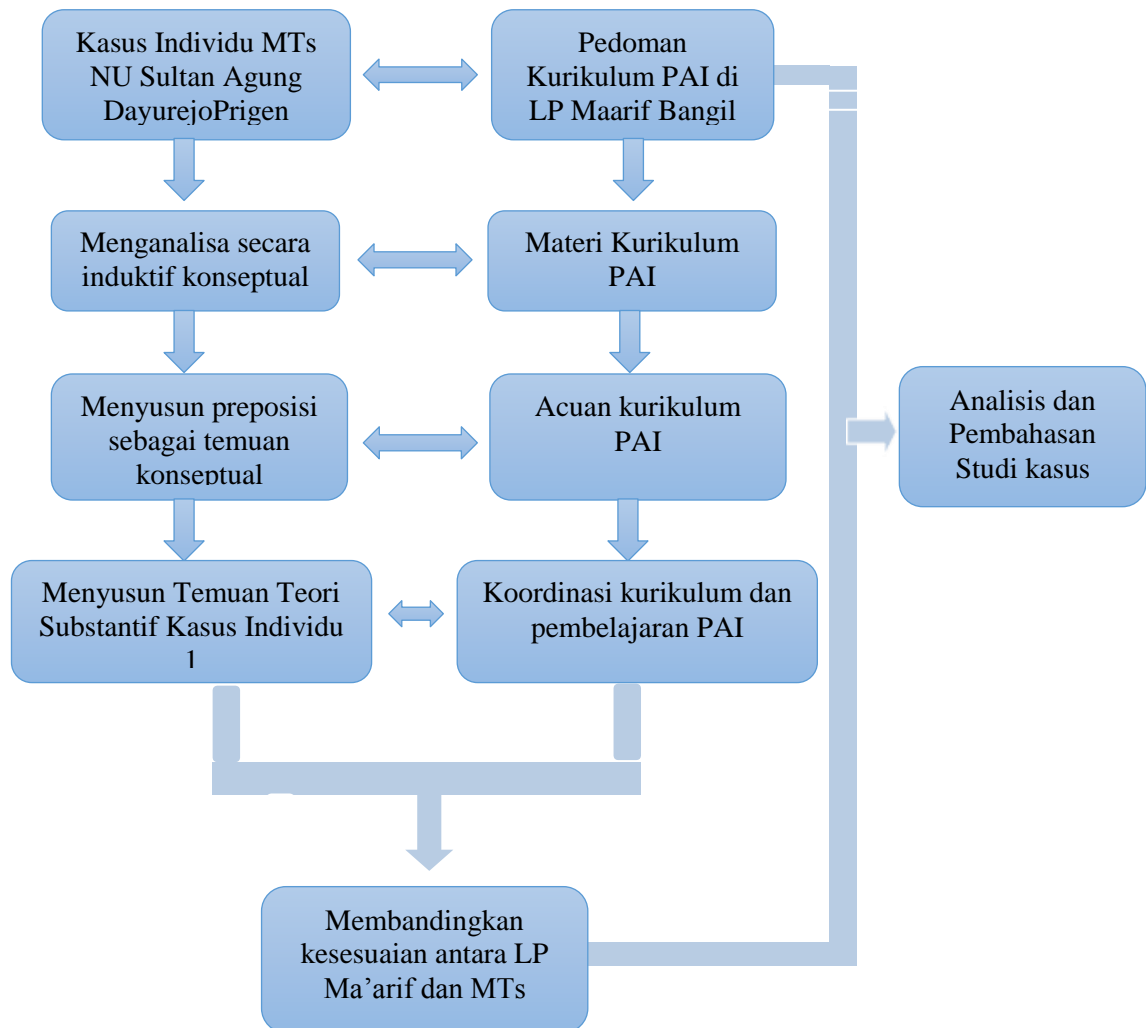 Kasus Individu MTs
NU Sultan Agung
DayurejoPrigen
Pedoman
Kurikulum PAI di
LP Maarif Bangil
Menganalisa secara
induktif konseptual
Materi Kurikulum
PAI
Menyusun preposisi
sebagai temuan
konseptual
Acuan kurikulum
PAI
Analisis dan
Pembahasan
Studi kasus
Menyusun Temuan Teori
Substantif Kasus Individu
1
Koordinasi kurikulum dan
pembelajaran PAI
Membandingkan
kesesuaian antara LP
Ma’arif dan MTs